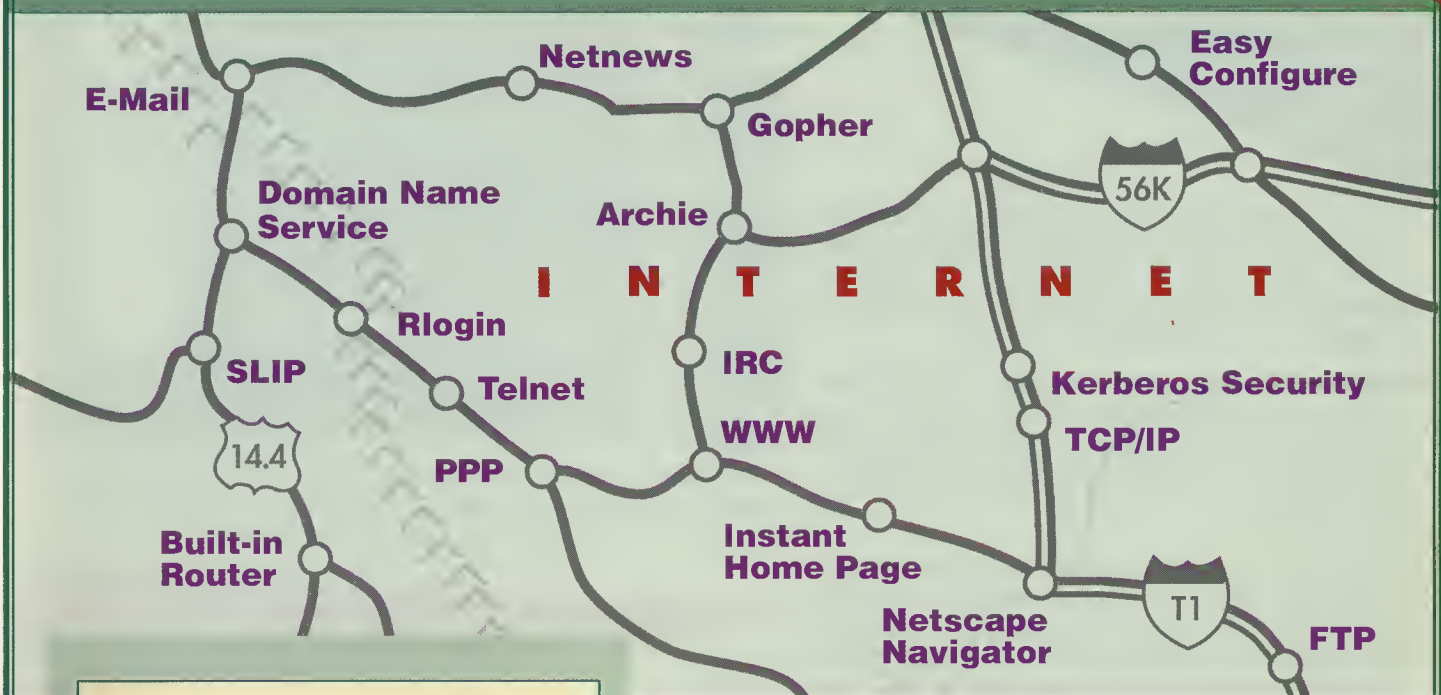 Netnews
Easy
Configure
E-Mail
Gopher
56K
Domain Name
Service
Archie
INTERNET
Rlogin
IRC
SLIP
Telnet
Kerberos Security
WWW
TCP/IP
14.4
PPP
Built-in
Router
Instant
Home Page
T1
Netscape
Navigator
FTP